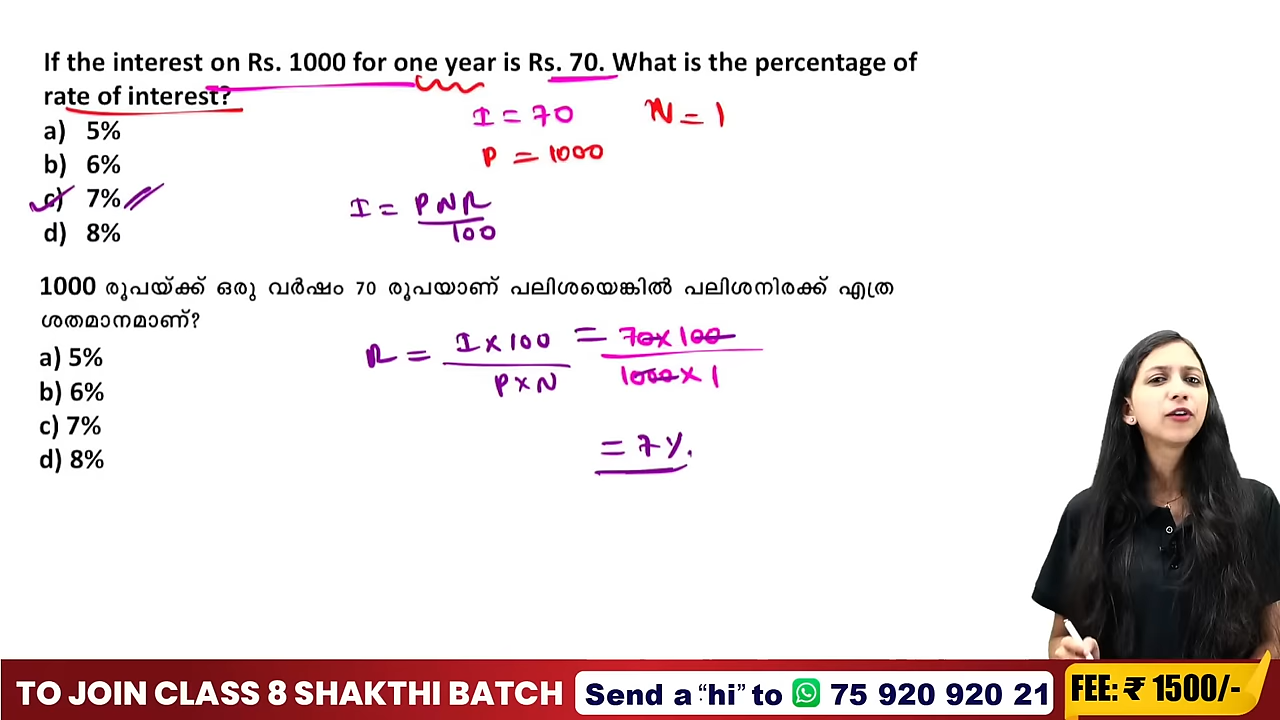 If the interest on Rs. 1000 for one year is Rs. 70. What is the percentage of
rate of interest?
I = 70 N = 1
a) 5%
P = 1000
b) 6%
c) 7%
I = PNR
100
d) 8%
1000 രൂപയ്ക്ക് ഒരു വർഷം 70 രൂപയാണ് പലിശയെങ്കിൽ പലിശനിരക്ക് എത്ര
ശതമാനമാണ്?
a) 5%
R = I × 100 = 70 × 100
P × N 1000 × 1
b) 6%
c) 7%
= 7%.
d) 8%
TO JOIN CLASS 8 SHAKTHI BATCH Send a “hi” to 75 920 920 21 FEE: ₹ 1500/-